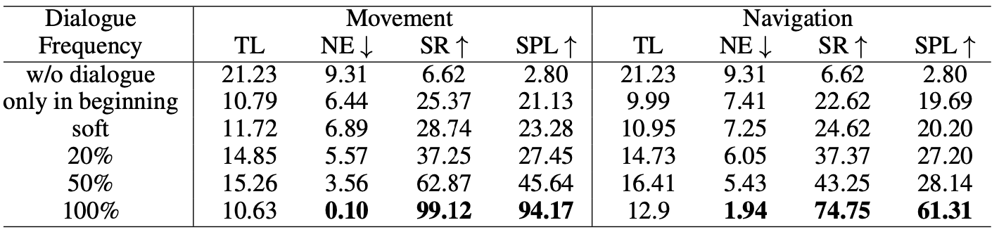 Dialogue Movement Navigation
Frequency TL NE ↓ SR ↑ SPL ↑ TL NE ↓ SR ↑ SPL ↑
w/o dialogue 21.23 9.31 6.62 2.80 21.23 9.31 6.62 2.80
only in beginning 10.79 6.44 25.37 21.13 9.99 7.41 22.62 19.69
soft 11.72 6.89 28.74 23.28 10.95 7.25 24.62 20.20
20% 14.85 5.57 37.25 27.45 14.73 6.05 37.37 27.20
50% 15.26 3.56 62.87 45.64 16.41 5.43 43.25 28.14
100% 10.63 0.10 99.12 94.17 12.9 1.94 74.75 61.31